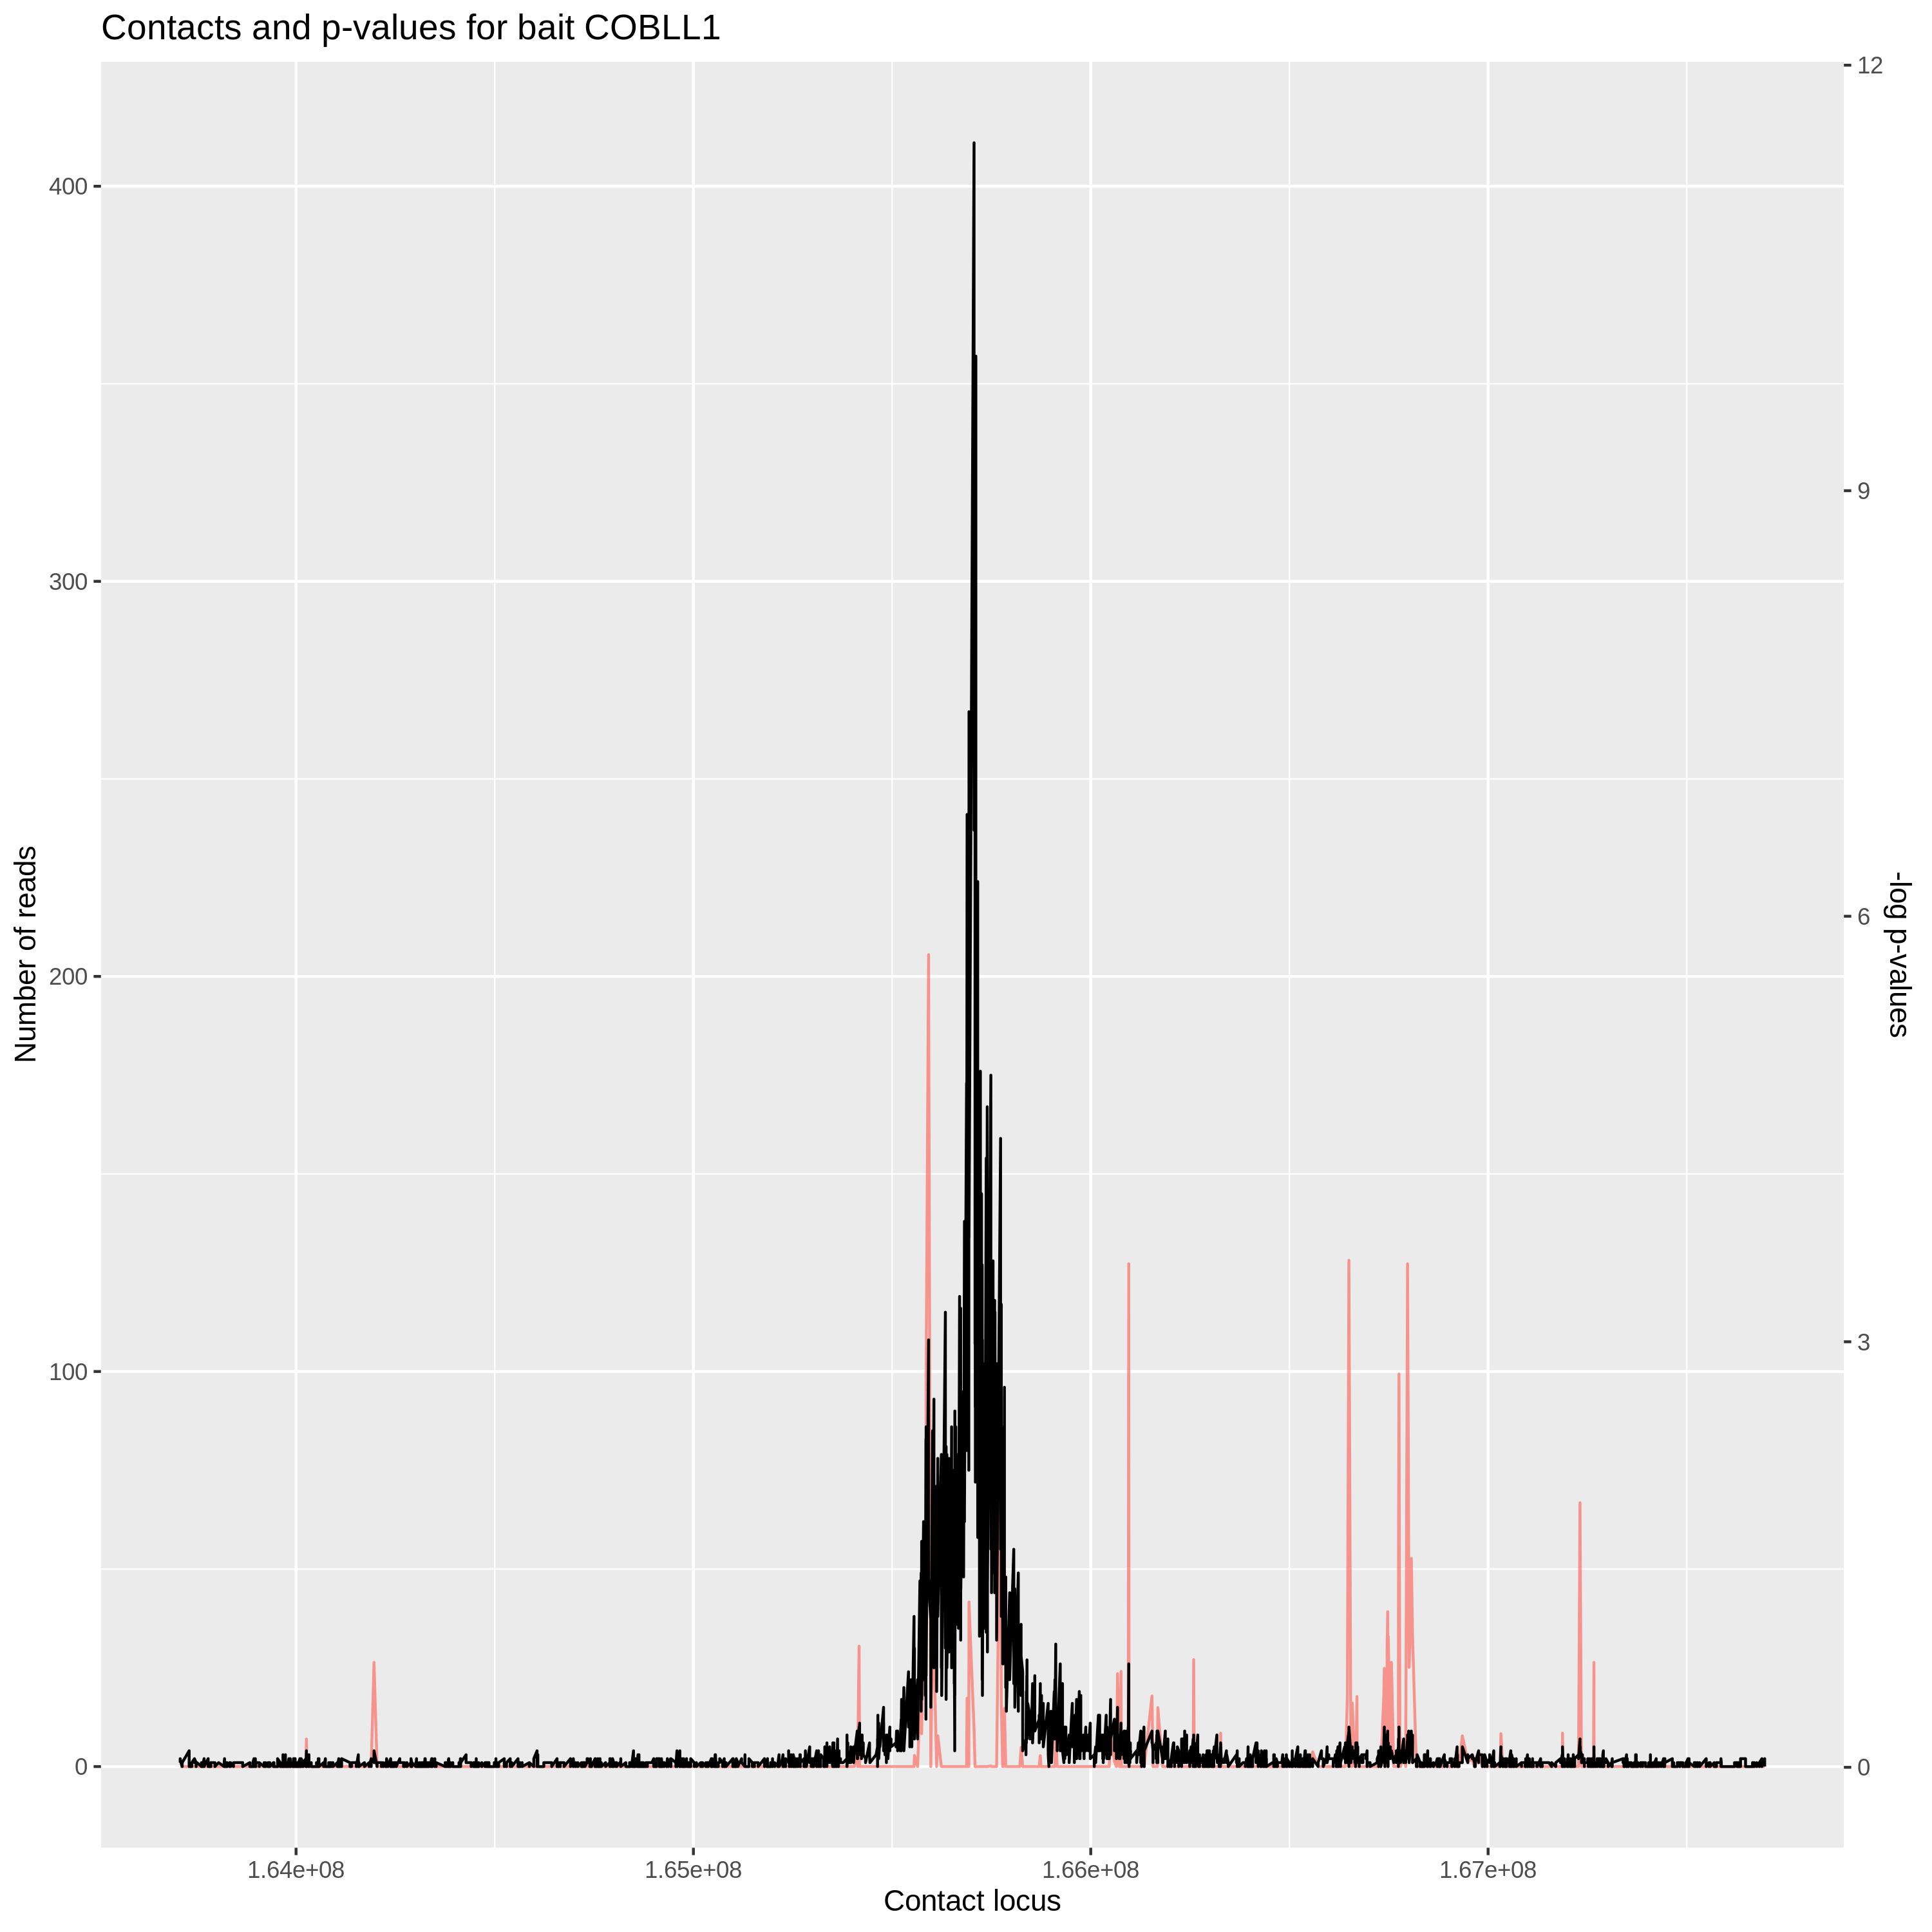 Contacts and p-values for bait COBLL1
12
400
9
300
Number of reads
-log p-values
6
200
3
100
0
0
1.64e+08
1.65e+08
1.66e+08
1.67e+08
Contact locus